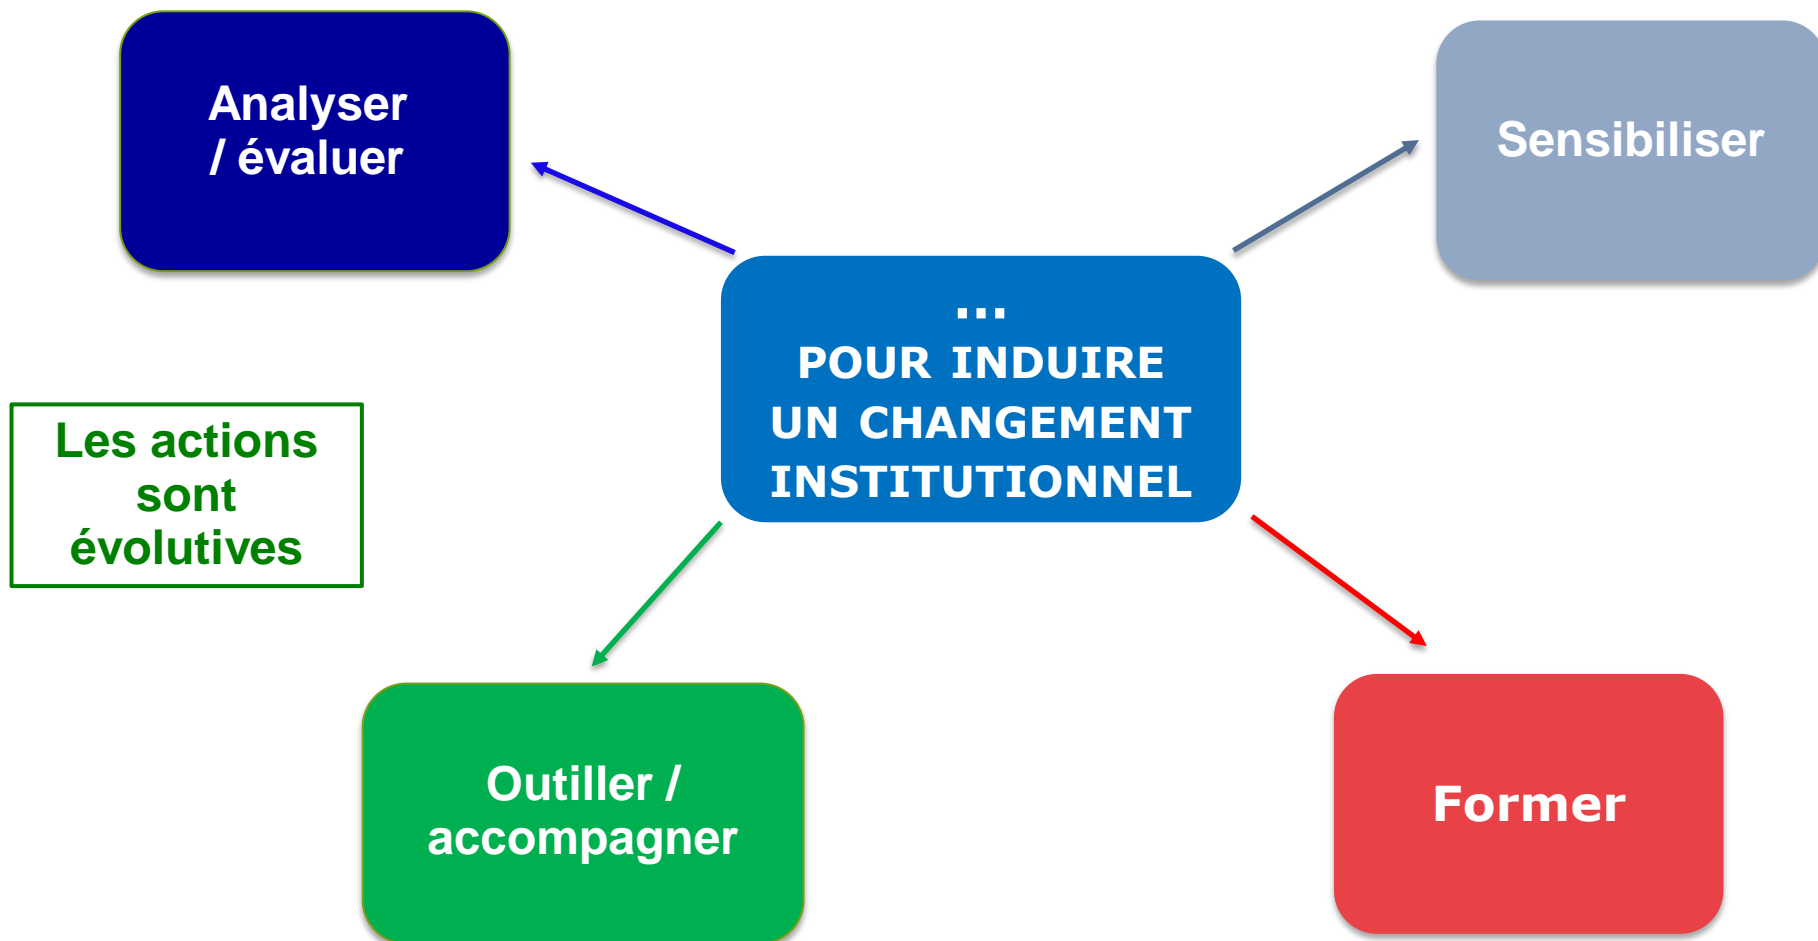 Analyser
/ évaluer
Sensibiliser
...
POUR INDUIRE
UN CHANGEMENT
INSTITUTIONNEL
Les actions
sont
évolutives
Outiller /
accompagner
Former